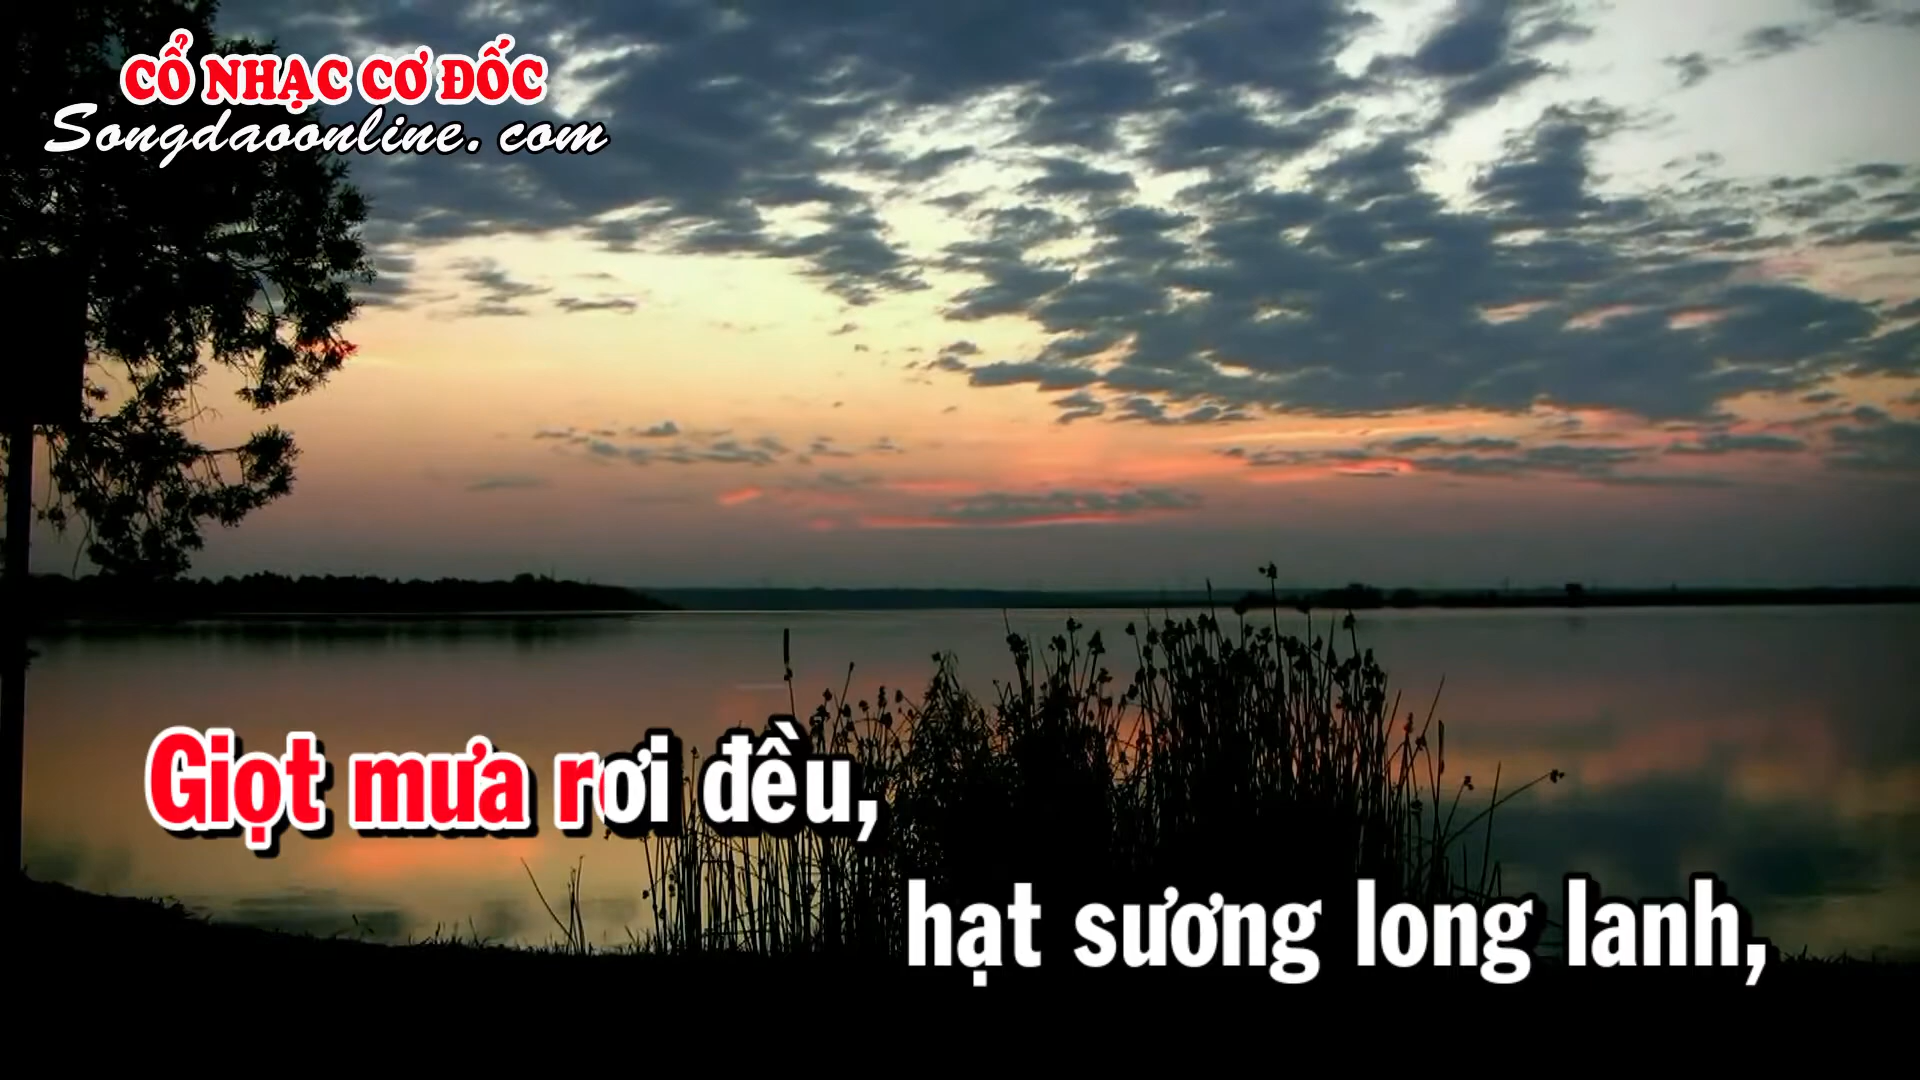 CỔ NHẠC CƠ ĐỐC
Songdaoonline. com
Giọt mưa rơi đều,
hạt sương long lanh,